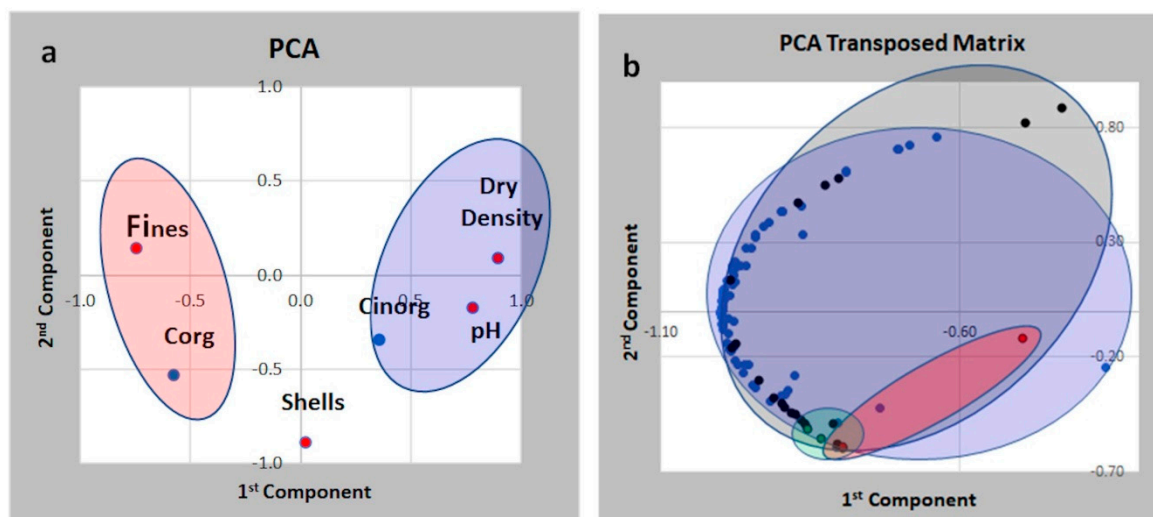 a
PCA
1.0
0.5
0.0
-0.5
-1.0
-1.0
-0.5
0.0
0.5
1.0
Fines
Corg
Dry
Density
Cinorg
pH
Shells
2nd Component
1st Component
b
PCA Transposed Matrix
0.80
0.30
-0.20
-0.70
-1.10
-0.60
2nd Component
1st Component